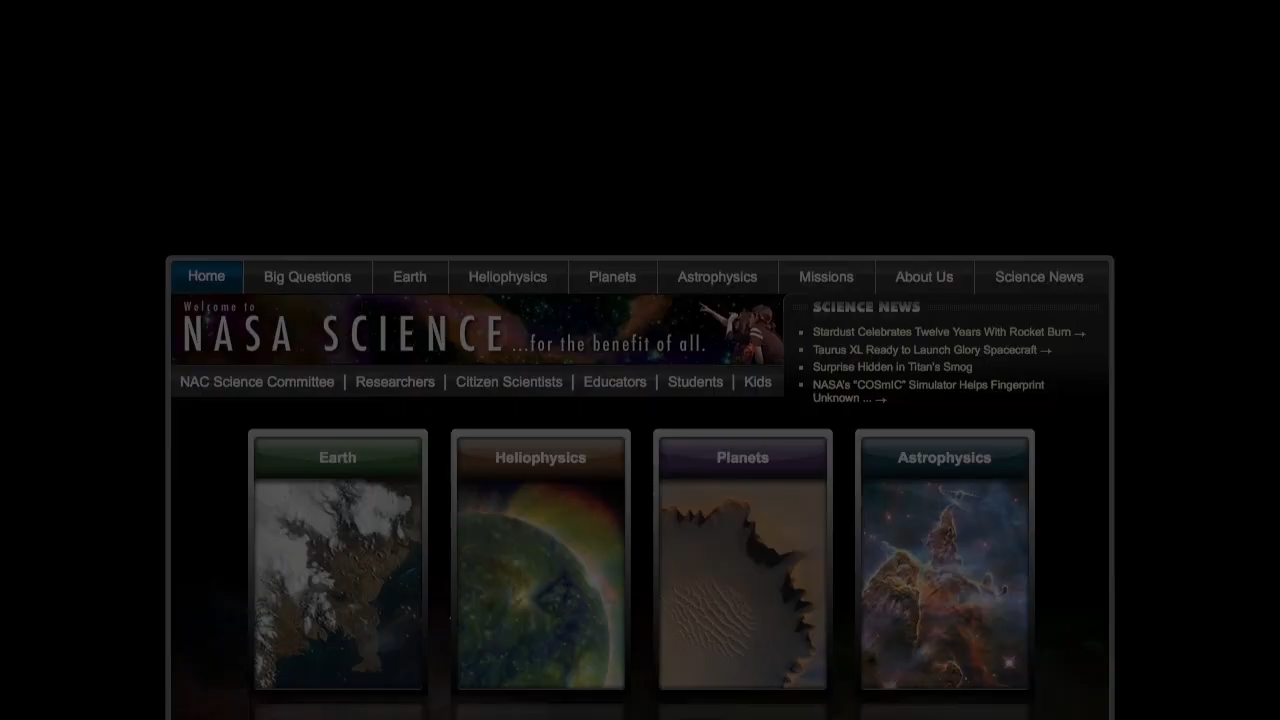 Home Big Questions Earth Heliophysics Planets Astrophysics Missions About Us Science News
Welcome to
NASA SCIENCE ...for the benefit of all.
NAC Science Committee | Researchers | Citizen Scientists | Educators | Students | Kids
SCIENCE NEWS
Stardust Celebrates Twelve Years With Rocket Burn →
Taurus XL Ready to Launch Glory Spacecraft →
Surprise Hidden in Titan's Smog
NASA's "COSmIC" Simulator Helps Fingerprint
Unknown ... →
Earth Heliophysics Planets Astrophysics